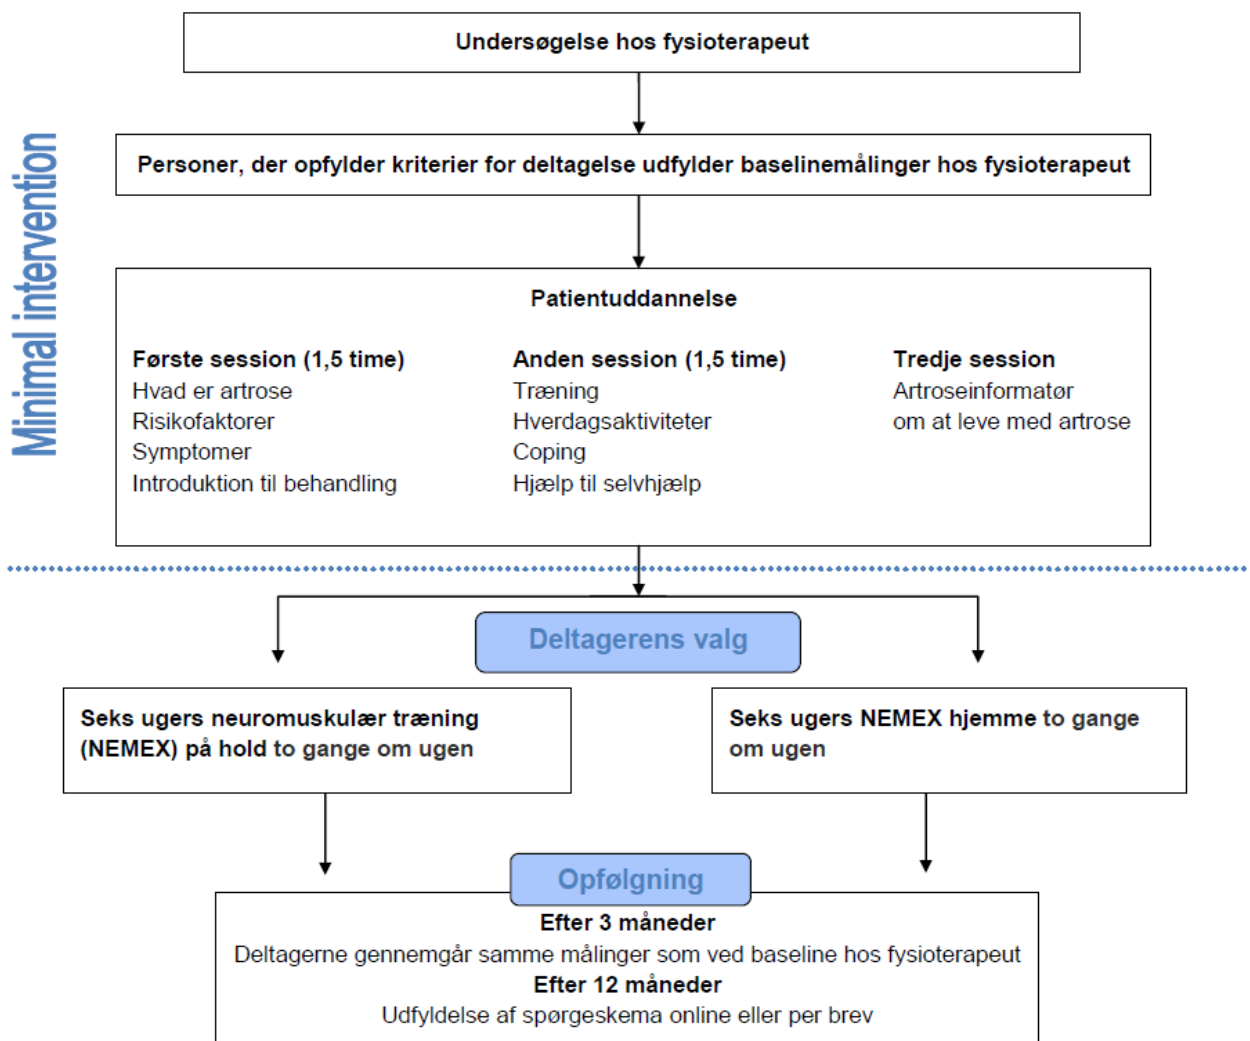 Undersøgelse hos fysioterapeut
Minimal intervention
Personer, der opfylder kriterier for deltagelse udfylder baselinemålinger hos fysioterapeut
Patientuddannelse
Første session (1,5 time)
Hvad er artrose
Risikofaktorer
Symptomer
Introduktion til behandling
Anden session (1,5 time)
Træning
Hverdagsaktiviteter
Coping
Hjælp til selvhjælp
Tredje session
Artroseinformatør
om at leve med artrose
Deltagerens valg
Seks ugers neuromuskulær træning
(NEMEX) på hold to gange om ugen
Seks ugers NEMEX hjemme to gange
om ugen
Opfølgning
Efter 3 måneder
Deltagerne gennemgår samme målinger som ved baseline hos fysioterapeut
Efter 12 måneder
Udfyldelse af spørgeskema online eller per brev